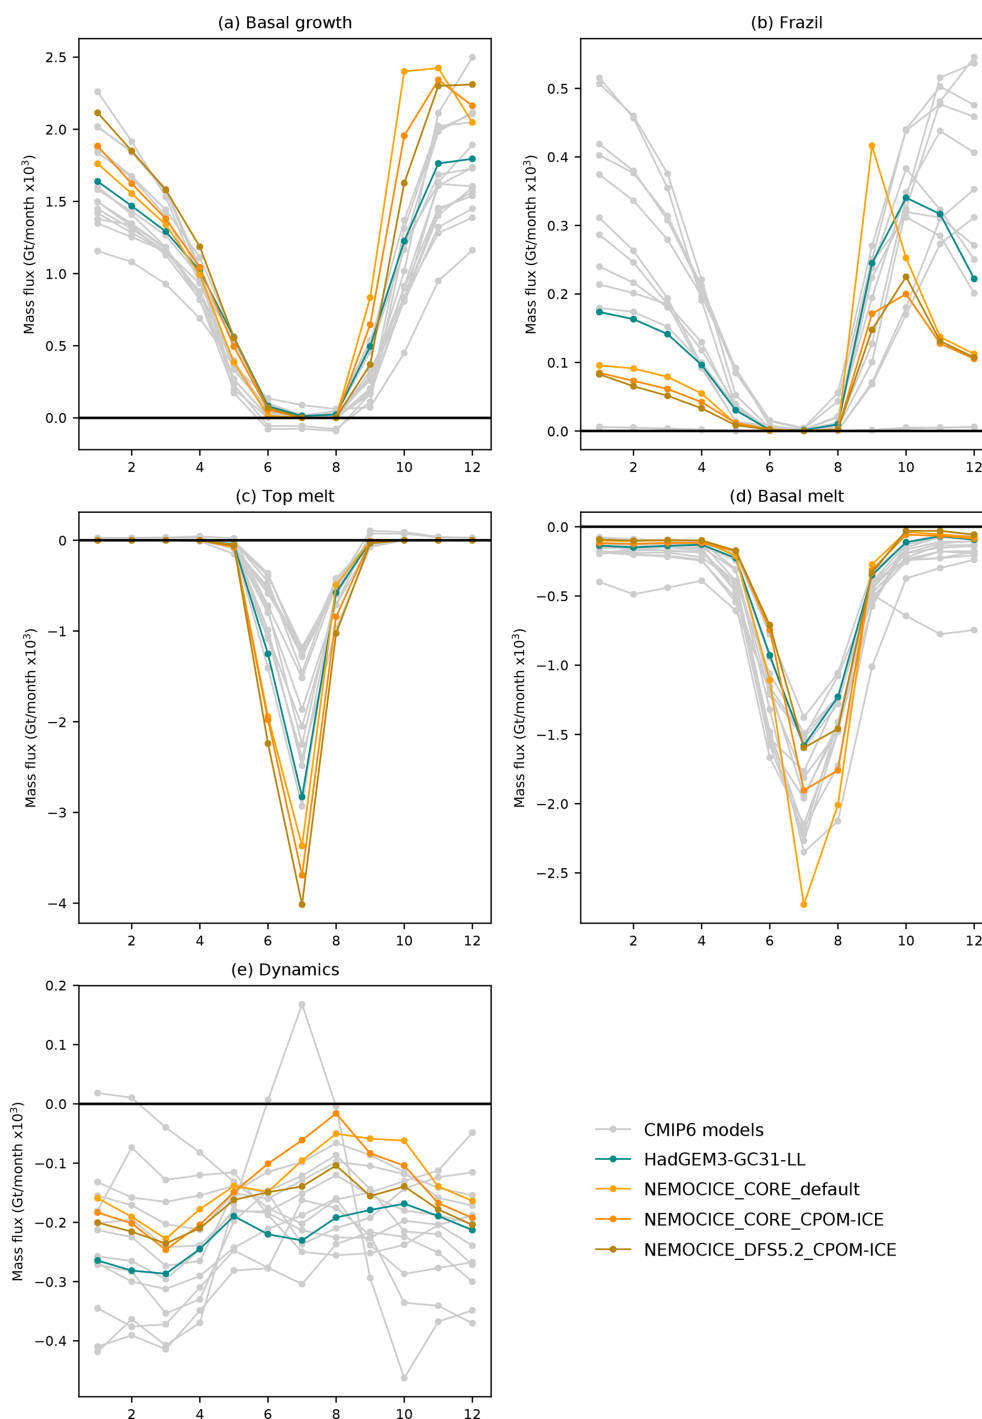 (a) Basal growth
Mass flux (Gt/month x10³)
2.5
2.0
1.5
1.0
0.5
0.0
2 4 6 8 10 12
(b) Frazil
Mass flux (Gt/month x10³)
0.5
0.4
0.3
0.2
0.1
0.0
2 4 6 8 10 12
(c) Top melt
Mass flux (Gt/month x10³)
0
−1
−2
−3
−4
2 4 6 8 10 12
(d) Basal melt
Mass flux (Gt/month x10³)
0.0
−0.5
−1.0
−1.5
−2.0
−2.5
2 4 6 8 10 12
(e) Dynamics
Mass flux (Gt/month x10³)
0.2
0.1
0.0
−0.1
−0.2
−0.3
−0.4
2 4 6 8 10 12
CMIP6 models
HadGEM3-GC31-LL
NEMOCICE_CORE_default
NEMOCICE_CORE_CPOM-ICE
NEMOCICE_DFS5.2_CPOM-ICE